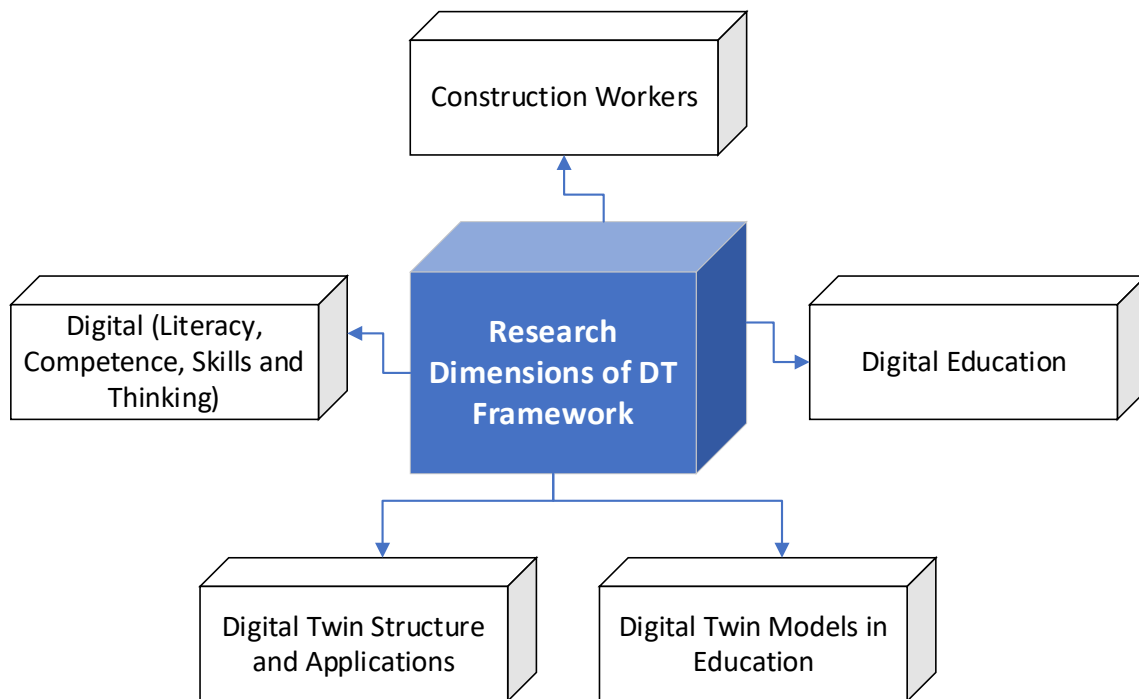 Construction Workers
Digital (Literacy,
Competence, Skills and
Thinking)
Research
Dimensions of DT
Framework
Digital Education
Digital Twin Structure
and Applications
Digital Twin Models in
Education